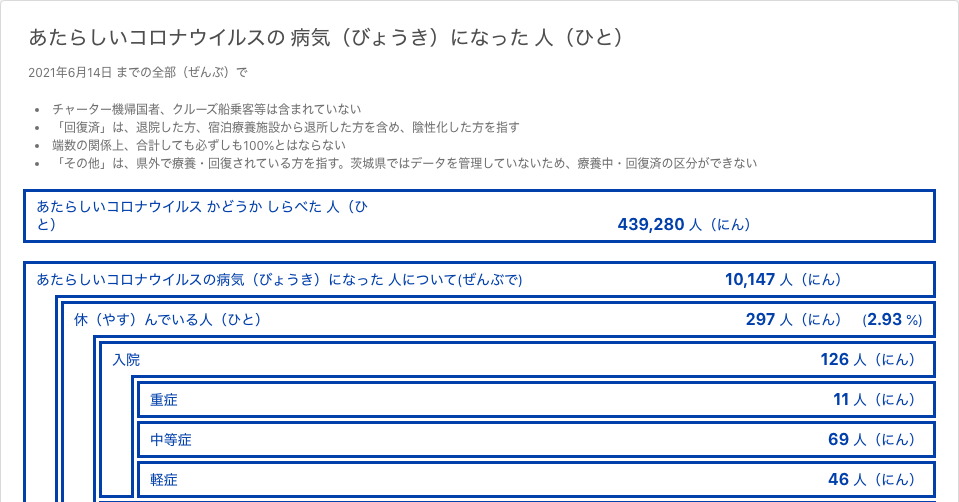 あたらしいコロナウイルスの 病気（びょうき）になった 人（ひと）
2021年6月14日 までの全部（ぜんぶ）で
• チャーター機帰国者、クルーズ船乗客等は含まれていない
• 「回復済」は、退院した方、宿泊療養施設から退所した方を含め、陰性化した方を指す
• 端数の関係上、合計しても必ずしも100%とはならない
• 「その他」は、県外で療養・回復されている方を指す。茨城県ではデータを管理していないため、療養中・回復済の区分ができない
あたらしいコロナウイルス かどうか しらべた 人（ひ
と）
439,280 人（にん）
あたらしいコロナウイルスの病気（びょうき）になった 人について(ぜんぶで) 10,147 人（にん）
休（やす）んでいる人（ひと） 297 人（にん） (2.93 %)
入院 126 人（にん）
重症 11 人（にん）
中等症 69 人（にん）
軽症 46 人（にん）